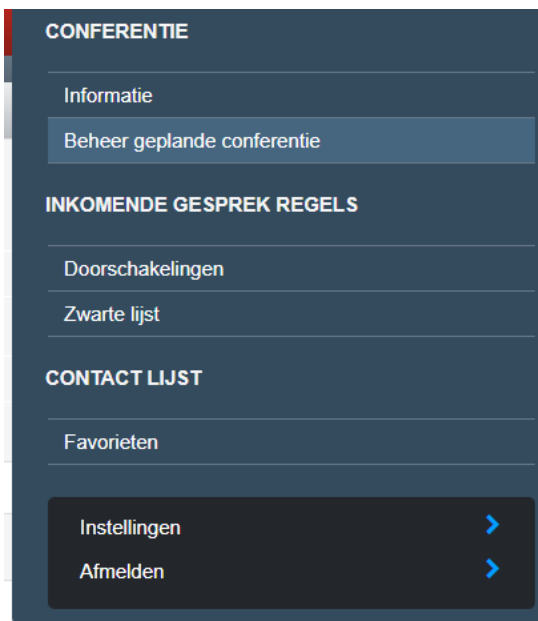 CONFERENTIE
Informatie
Beheer geplande conferentie
INKOMENDE GESPREK REGELS
Doorschakelingen
Zwarte lijst
CONTACT LIJST
Favorieten
Instellingen
Afmelden